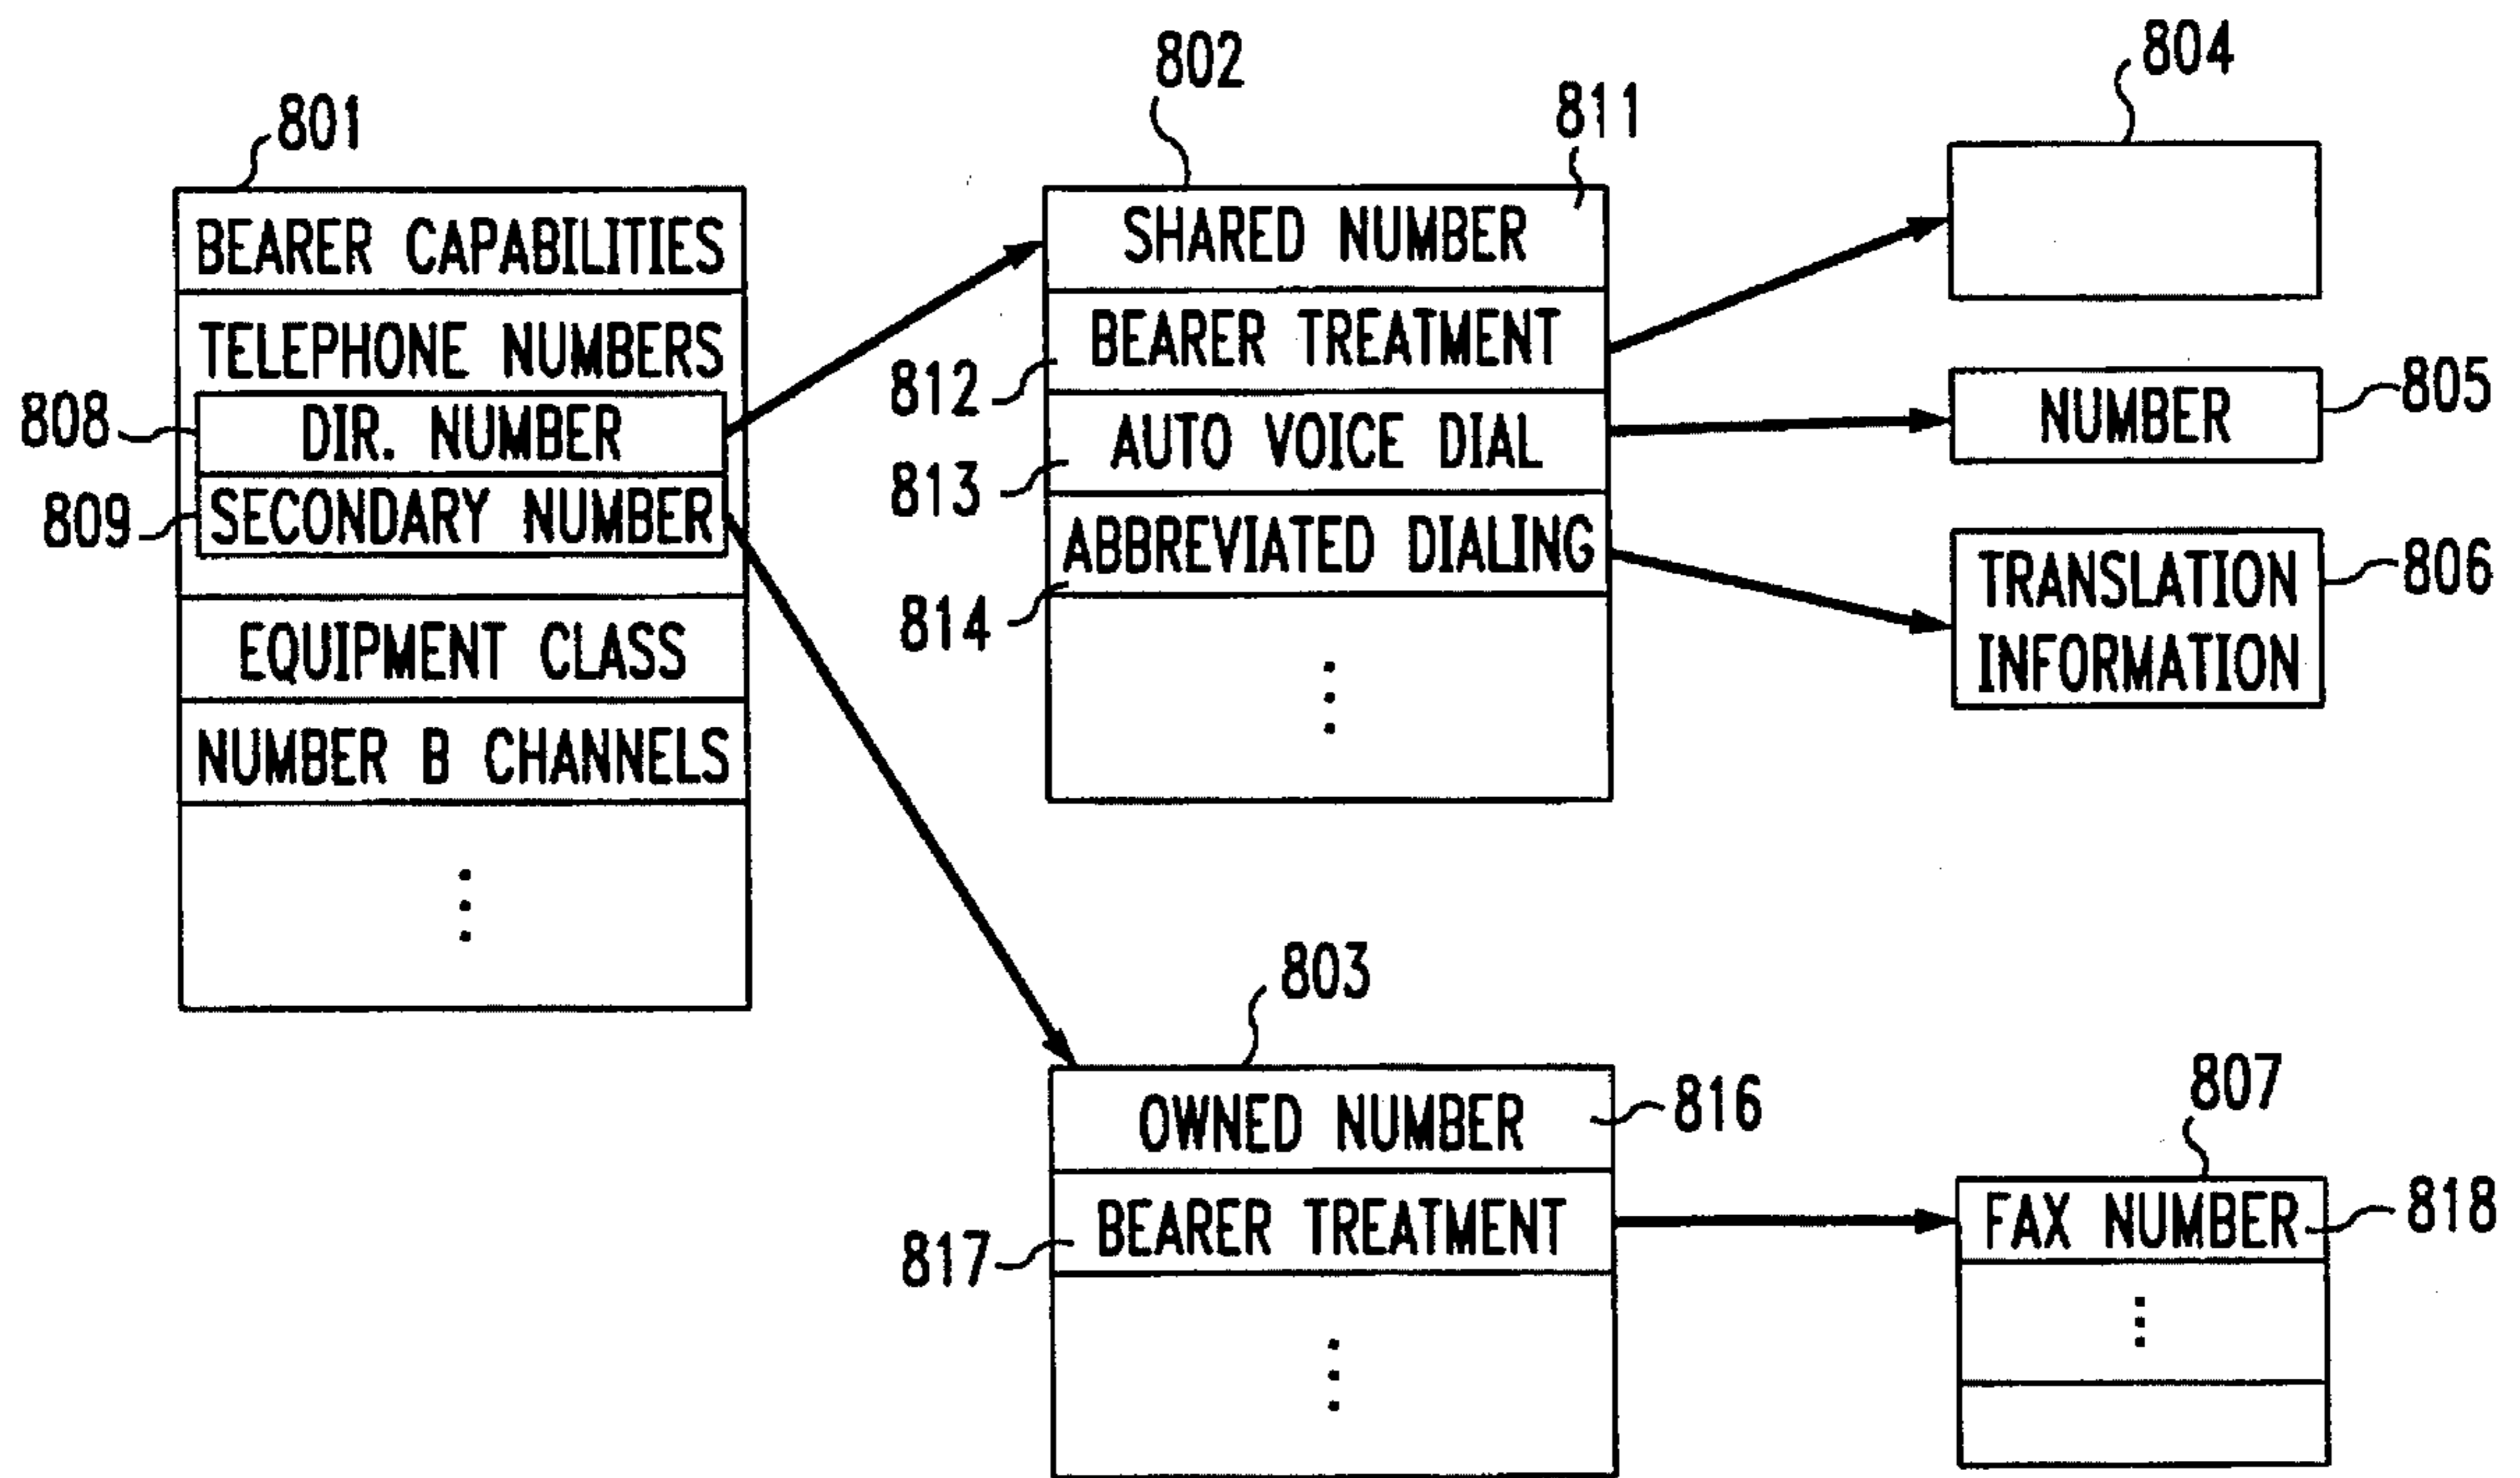 801
BEARER CAPABILITIES
TELEPHONE NUMBERS
808
DIR. NUMBER
809
SECONDARY NUMBER
EQUIPMENT CLASS
NUMBER B CHANNELS
802
811
SHARED NUMBER
BEARER TREATMENT
812
AUTO VOICE DIAL
813
ABBREVIATED DIALING
814
804
NUMBER
805
TRANSLATION
INFORMATION
806
803
OWNED NUMBER
816
BEARER TREATMENT
817
807
FAX NUMBER
818